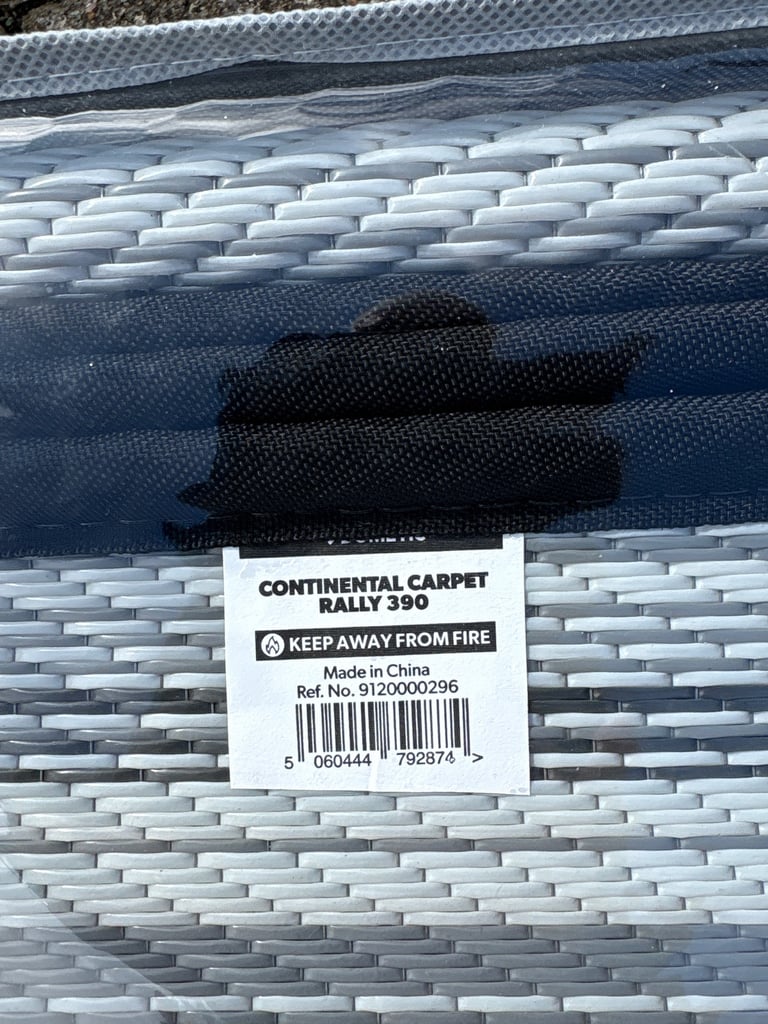 CONTINENTAL CARPET
RALLY 390
KEEP AWAY FROM FIRE
Made in China
Ref. No. 9120000296
5 060444 792874 >